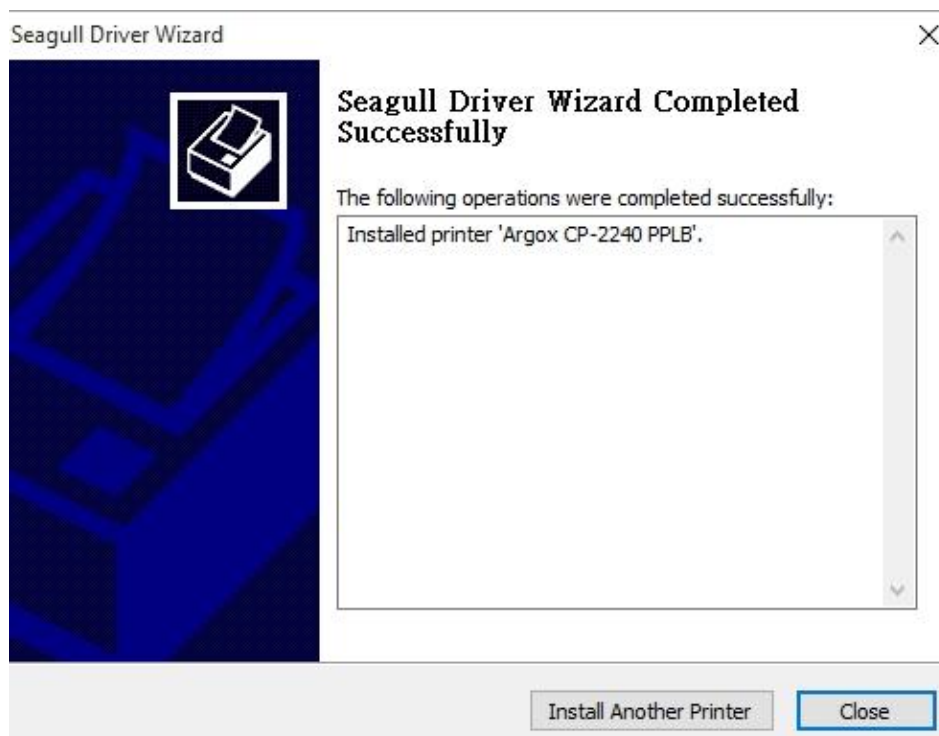 Seagull Driver Wizard
Seagull Driver Wizard Completed
Successfully
The following operations were completed successfully:
Installed printer 'Argox CP-2240 PPLB'.
Install Another Printer
Close